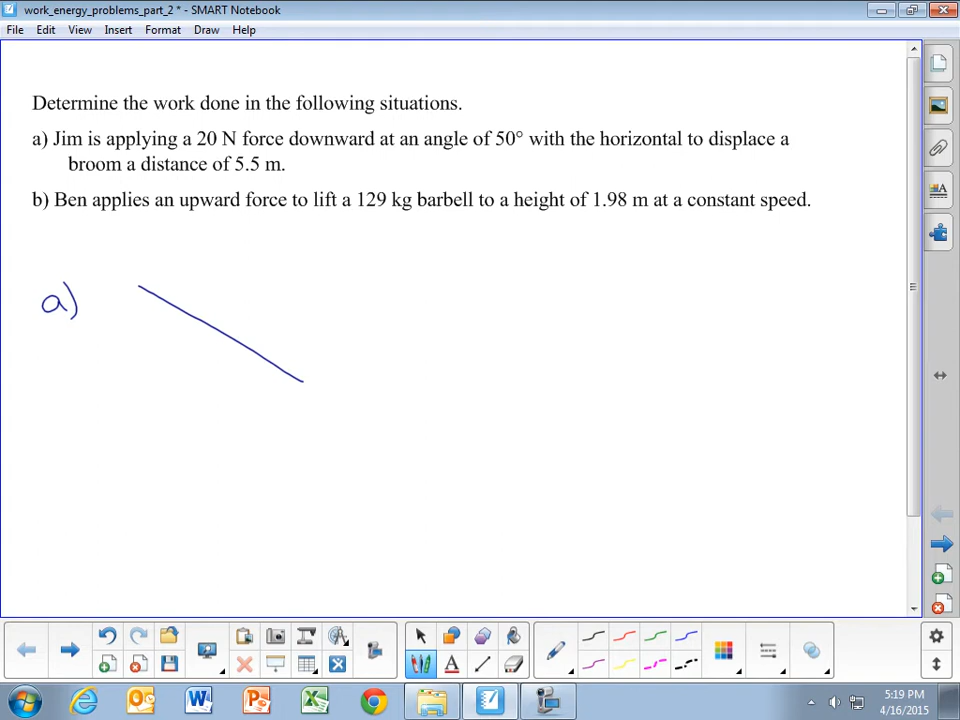 work_energy_problems_part_2 * - SMART Notebook
File Edit View Insert Format Draw Help
Determine the work done in the following situations.
a) Jim is applying a 20 N force downward at an angle of 50° with the horizontal to displace a
broom a distance of 5.5 m.
b) Ben applies an upward force to lift a 129 kg barbell to a height of 1.98 m at a constant speed.
a)
5:19 PM
4/16/2015